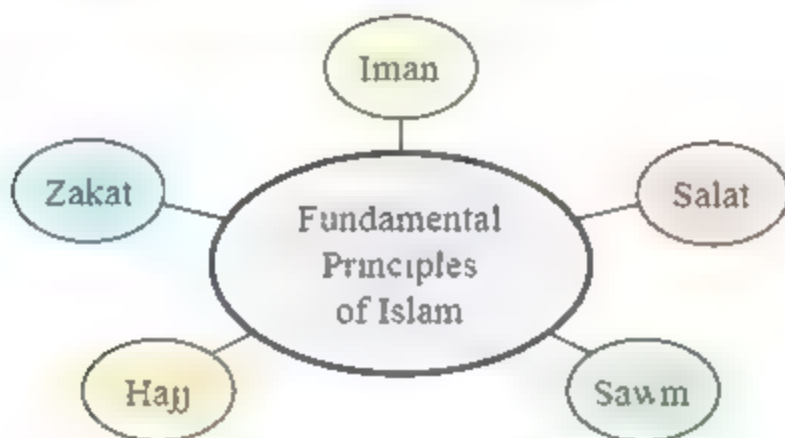 Iman
Zakat
Salat
Fundamental
Principles
of Islam
Hajj
Sawm